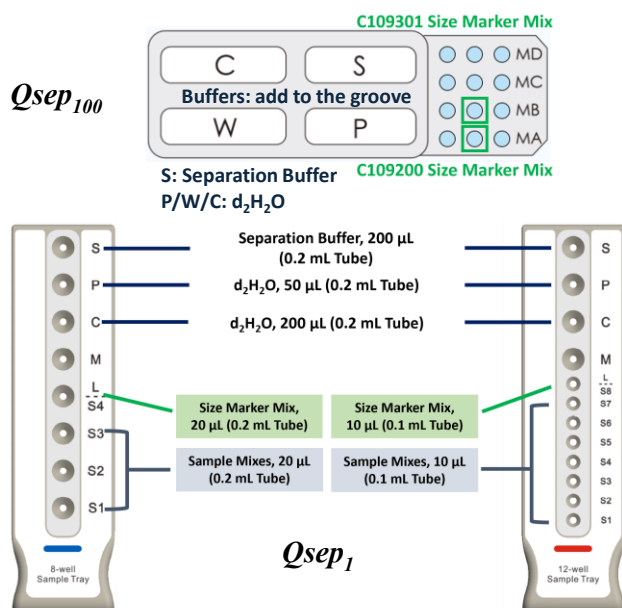 C109301 Size Marker Mix
Qsep100
C
S
MD
MC
Buffers: add to the groove
MB
W
P
MA
S: Separation Buffer
C109200 Size Marker Mix
P/W/C: d2H2O
S
Separation Buffer, 200 µL
(0.2 mL Tube)
S
P
d2H2O, 50 µL (0.2 mL Tube)
P
C
d2H2O, 200 µL (0.2 mL Tube)
C
M
M
L
S4
Size Marker Mix,
20 µL (0.2 mL Tube)
Size Marker Mix,
10 µL (0.1 mL Tube)
L
S8
S7
S3
S2
S1
Sample Mixes, 20 µL
(0.2 mL Tube)
Sample Mixes, 10 µL
(0.1 mL Tube)
S6
S5
S4
S3
S2
S1
Qsep1
8-well
Sample Tray
12-well
Sample Tray